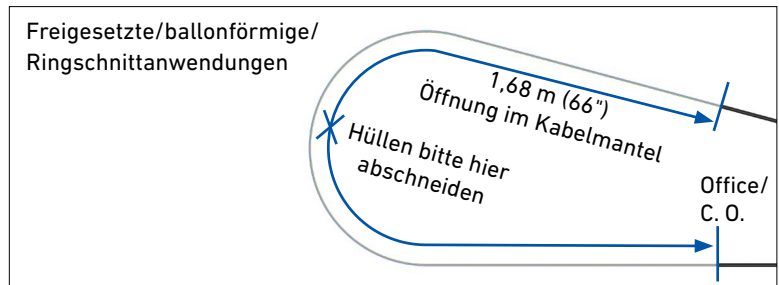 Freigesetzte/ballonförmige/
Ringschnittanwendungen
1,68 m (66")
Öffnung im Kabelmantel
Hüllen bitte hier
abschneiden
Office/
C. O.